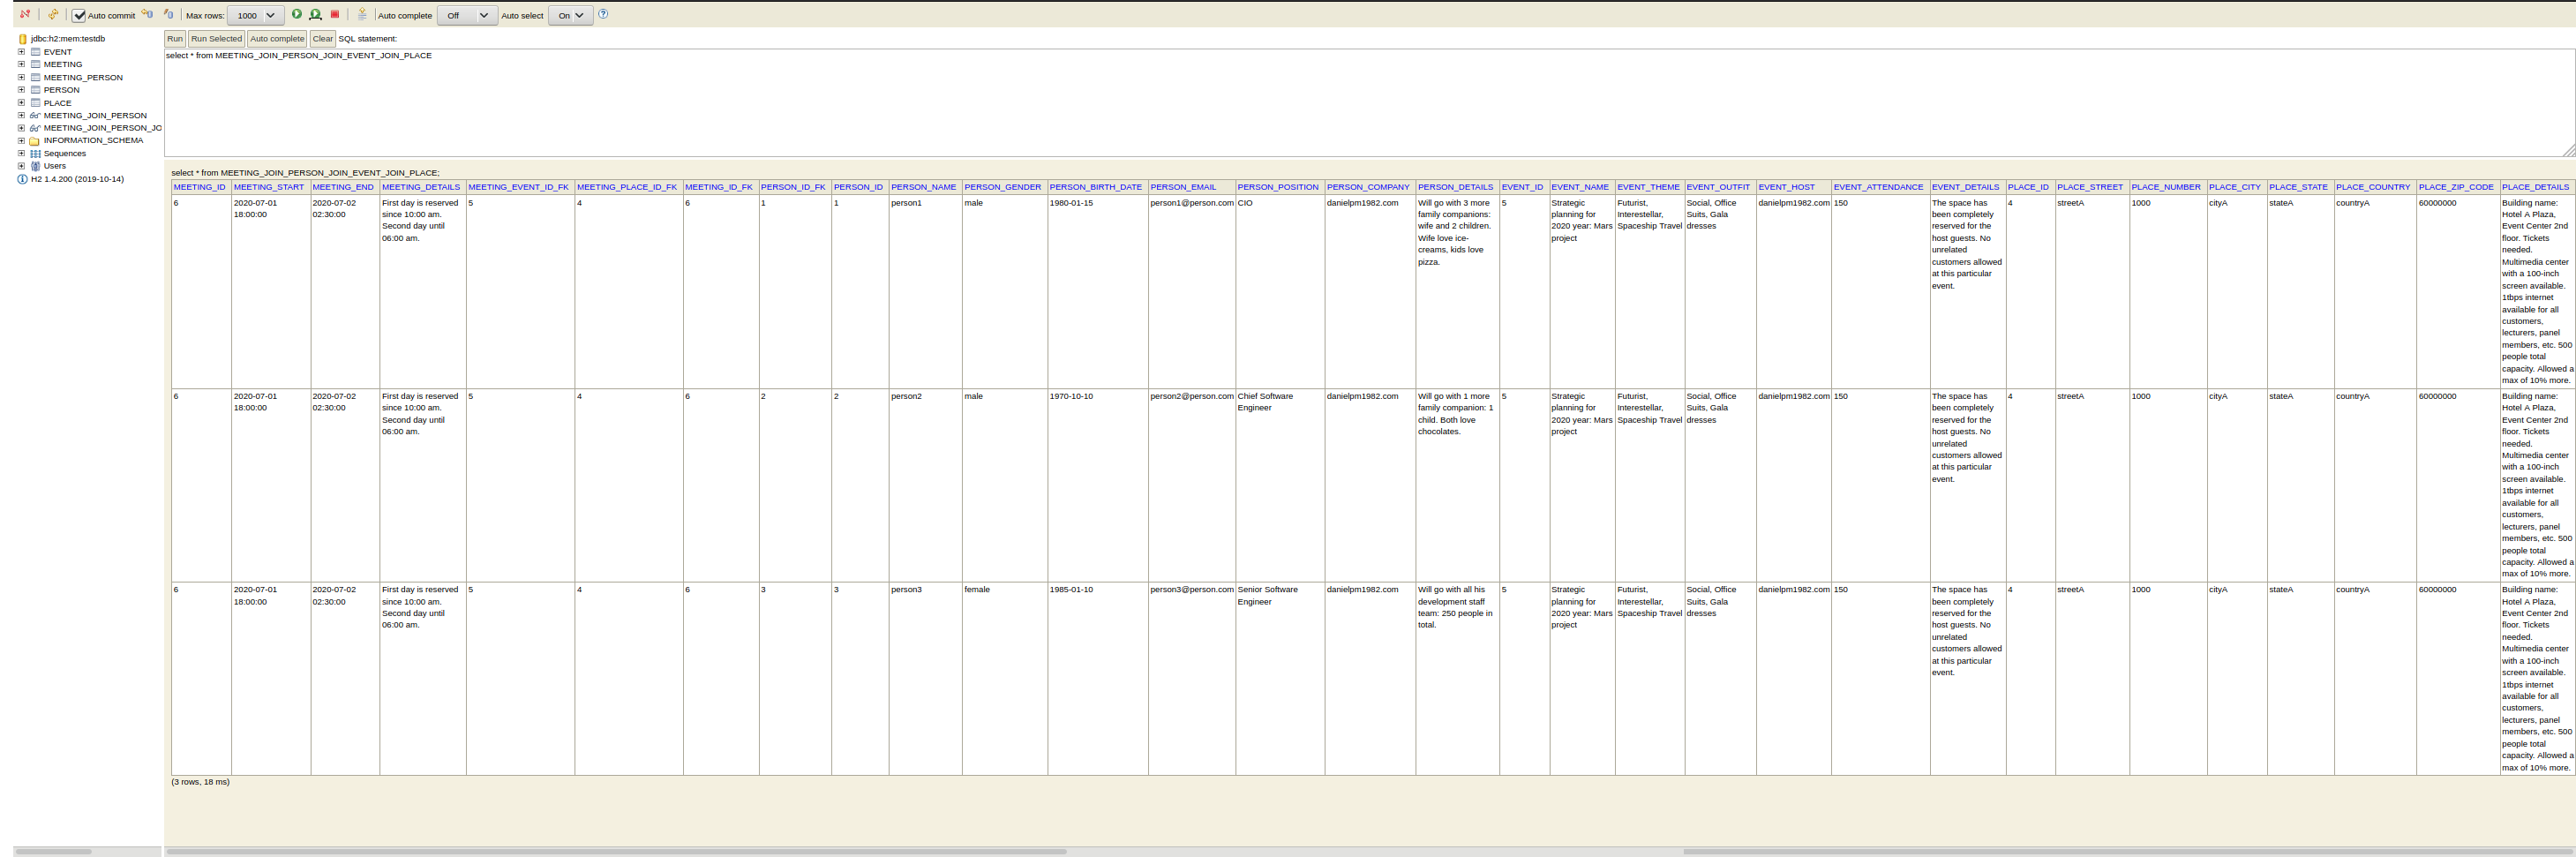 Auto commit Max rows: 1000 Auto complete Off Auto select On
jdbc:h2:mem:testdb
EVENT
MEETING
MEETING_PERSON
PERSON
PLACE
MEETING_JOIN_PERSON
MEETING_JOIN_PERSON_JO
INFORMATION_SCHEMA
Sequences
Users
H2 1.4.200 (2019-10-14)
Run Run Selected Auto complete Clear SQL statement:
select * from MEETING_JOIN_PERSON_JOIN_EVENT_JOIN_PLACE
select * from MEETING_JOIN_PERSON_JOIN_EVENT_JOIN_PLACE;
MEETING_ID MEETING_START MEETING_END MEETING_DETAILS MEETING_EVENT_ID_FK MEETING_PLACE_ID_FK MEETING_ID_FK PERSON_ID_FK PERSON_ID PERSON_NAME PERSON_GENDER PERSON_BIRTH_DATE PERSON_EMAIL PERSON_POSITION PERSON_COMPANY PERSON_DETAILS EVENT_ID EVENT_NAME EVENT_THEME EVENT_OUTFIT EVENT_HOST EVENT_ATTENDANCE EVENT_DETAILS PLACE_ID PLACE_STREET PLACE_NUMBER PLACE_CITY PLACE_STATE PLACE_COUNTRY PLACE_ZIP_CODE PLACE_DETAILS
6 2020-07-01 2020-07-02 First day is reserved 5 4 6 1 1 person1 male 1980-01-15 person1@person.com CIO danielpm1982.com Will go with 3 more 5 Strategic Futurist, Social, Office danielpm1982.com 150 The space has 4 streetA 1000 cityA stateA countryA 60000000 Building name:
18:00:00 02:30:00 since 10:00 am. family companions: planning for Interestellar, Suits, Gala been completely Hotel A Plaza,
Second day until wife and 2 children. 2020 year: Mars Spaceship Travel dresses reserved for the Event Center 2nd
06:00 am. Wife love ice- project host guests. No floor. Tickets
creams, kids love unrelated needed.
pizza. customers allowed Multimedia center
at this particular with a 100-inch
event. screen available.
1tbps internet
available for all
customers,
lecturers, panel
members, etc. 500
people total
capacity. Allowed a
max of 10% more.
6 2020-07-01 2020-07-02 First day is reserved 5 4 6 2 2 person2 male 1970-10-10 person2@person.com Chief Software danielpm1982.com Will go with 1 more 5 Strategic Futurist, Social, Office danielpm1982.com 150 The space has 4 streetA 1000 cityA stateA countryA 60000000 Building name:
18:00:00 02:30:00 since 10:00 am. Engineer family companion: 1 planning for Interestellar, Suits, Gala been completely Hotel A Plaza,
Second day until child. Both love 2020 year: Mars Spaceship Travel dresses reserved for the Event Center 2nd
06:00 am. chocolates. project host guests. No floor. Tickets
unrelated needed.
customers allowed Multimedia center
at this particular with a 100-inch
event. screen available.
1tbps internet
available for all
customers,
lecturers, panel
members, etc. 500
people total
capacity. Allowed a
max of 10% more.
6 2020-07-01 2020-07-02 First day is reserved 5 4 6 3 3 person3 female 1985-01-10 person3@person.com Senior Software danielpm1982.com Will go with all his 5 Strategic Futurist, Social, Office danielpm1982.com 150 The space has 4 streetA 1000 cityA stateA countryA 60000000 Building name:
18:00:00 02:30:00 since 10:00 am. Engineer development staff planning for Interestellar, Suits, Gala been completely Hotel A Plaza,
Second day until team: 250 people in 2020 year: Mars Spaceship Travel dresses reserved for the Event Center 2nd
06:00 am. total. project host guests. No floor. Tickets
unrelated needed.
customers allowed Multimedia center
at this particular with a 100-inch
event. screen available.
1tbps internet
available for all
customers,
lecturers, panel
members, etc. 500
people total
capacity. Allowed a
max of 10% more.
(3 rows, 18 ms)